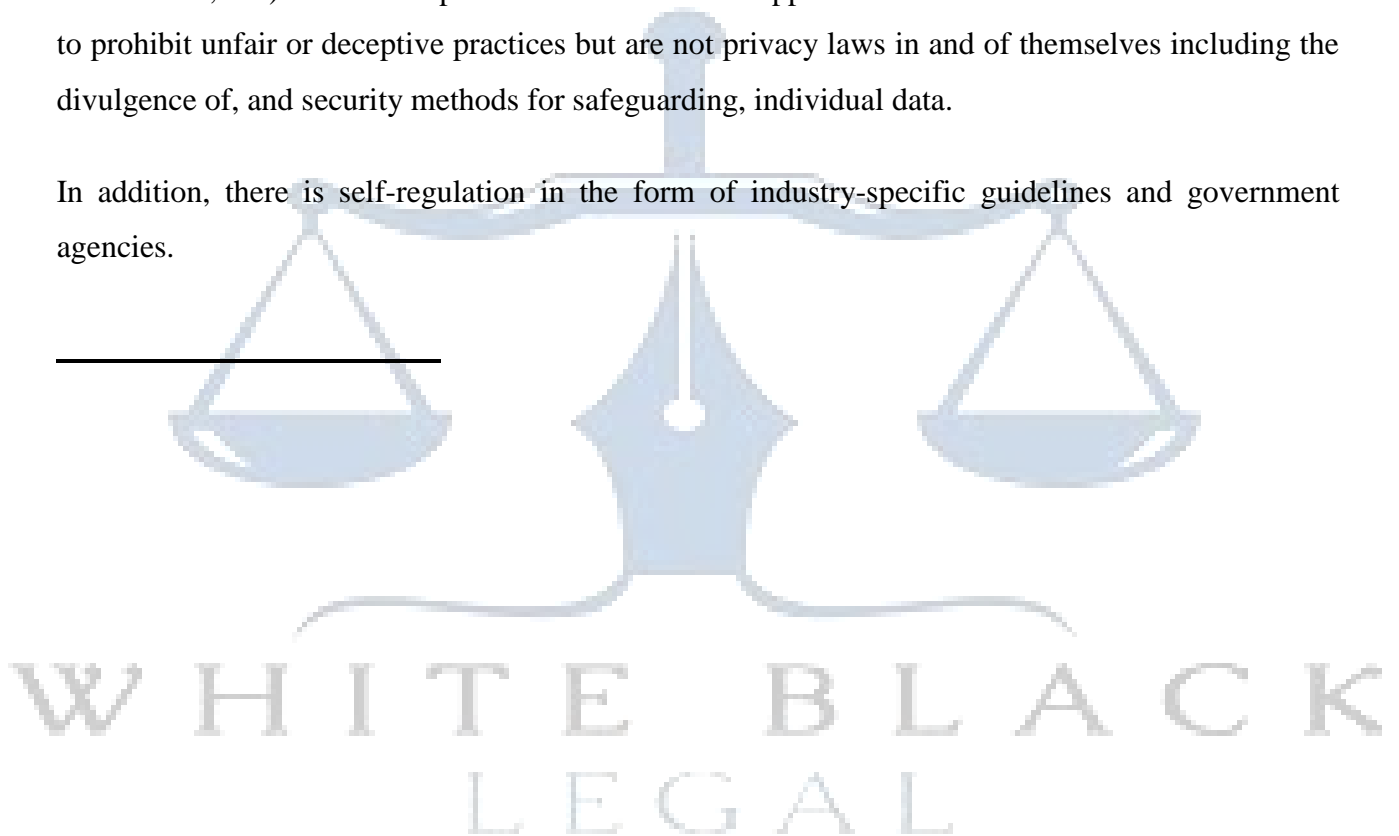 to prohibit unfair or deceptive practices but are not privacy laws in and of themselves including the
divulgence of, and security methods for safeguarding, individual data.
In addition, there is self-regulation in the form of industry-specific guidelines and government
agencies.
WHITE BLACK
LEGAL